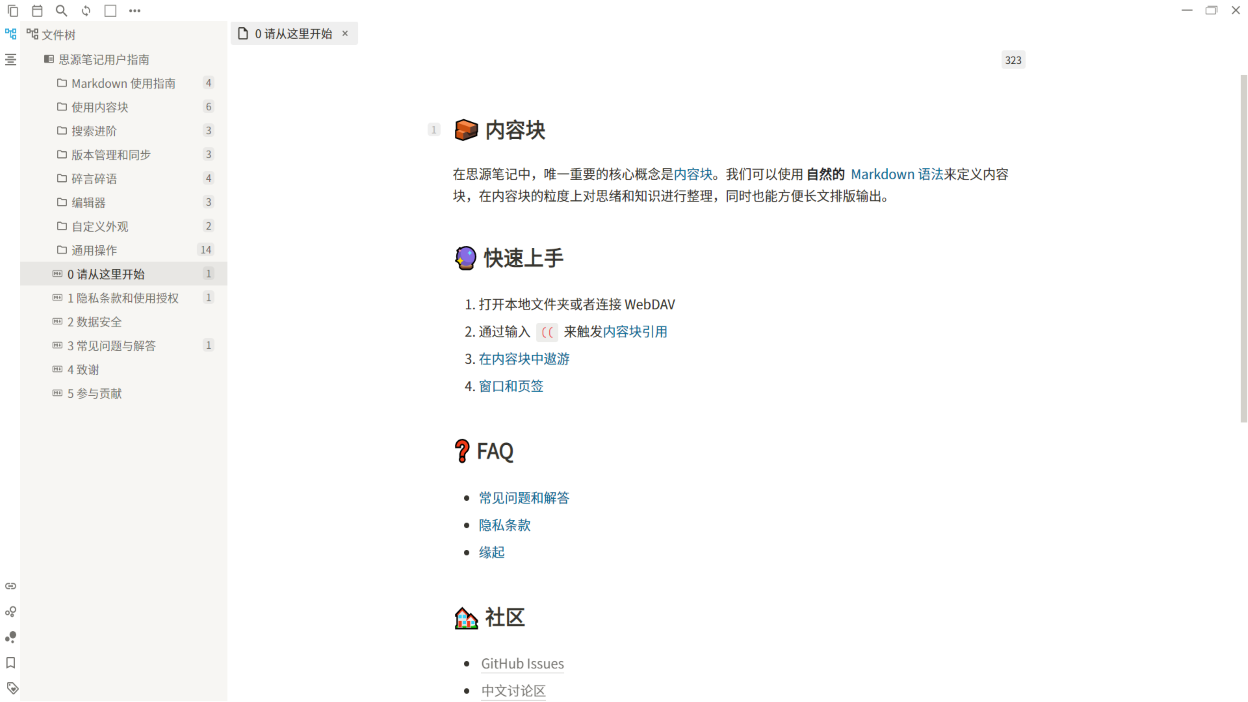 文件树
思源笔记用户指南
Markdown 使用指南 4
使用内容块 6
搜索进阶 3
版本管理和同步 3
碎言碎语 4
编辑器 3
自定义外观 2
通用操作 14
0 请从这里开始 1
1 隐私条款和使用授权 1
2 数据安全
3 常见问题与解答 1
4 致谢
5 参与贡献
0 请从这里开始 ×
323
1
内容块
在思源笔记中，唯一重要的核心概念是内容块。我们可以使用 自然的 Markdown 语法来定义内容
块，在内容块的粒度上对思绪和知识进行整理，同时也能方便长文排版输出。
快速上手
1. 打开本地文件夹或者连接 WebDAV
2. 通过输入 (( 来触发内容块引用
3. 在内容块中遨游
4. 窗口和页签
FAQ
• 常见问题和解答
• 隐私条款
• 缘起
社区
• GitHub Issues
• 中文讨论区